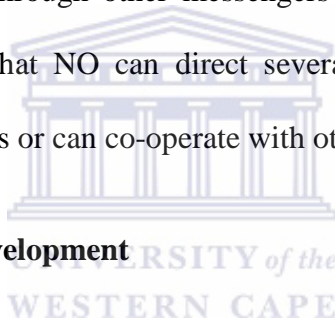 through other messengers
hat NO can direct severa
s or can co-operate with ot
velopment
UNIVERSITY of the
WESTERN CAPE